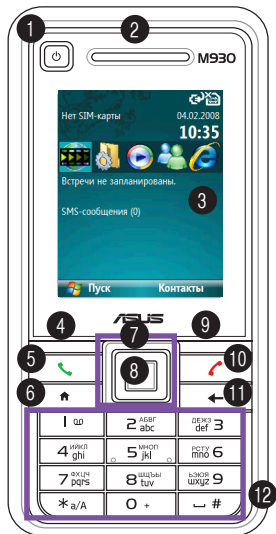 1
2
M930
Нет SIM-карты
04.02.2008
10:35
Встречи не запланированы.
3
SMS-сообщения (0)
Пуск Контакты
ASUS
4 7 9
5 8 10
6 11
1
2 АБВГ abc
ДЕЖЗ def 3
4 ИЙКЛ ghi
5 МНОП jkl
РСТУ mno 6
7 ФХЦЧ pqrs
8 ШЩЪЫ tuv
ЬЭЮЯ wxyz 9
12
* a/A
0 +
#